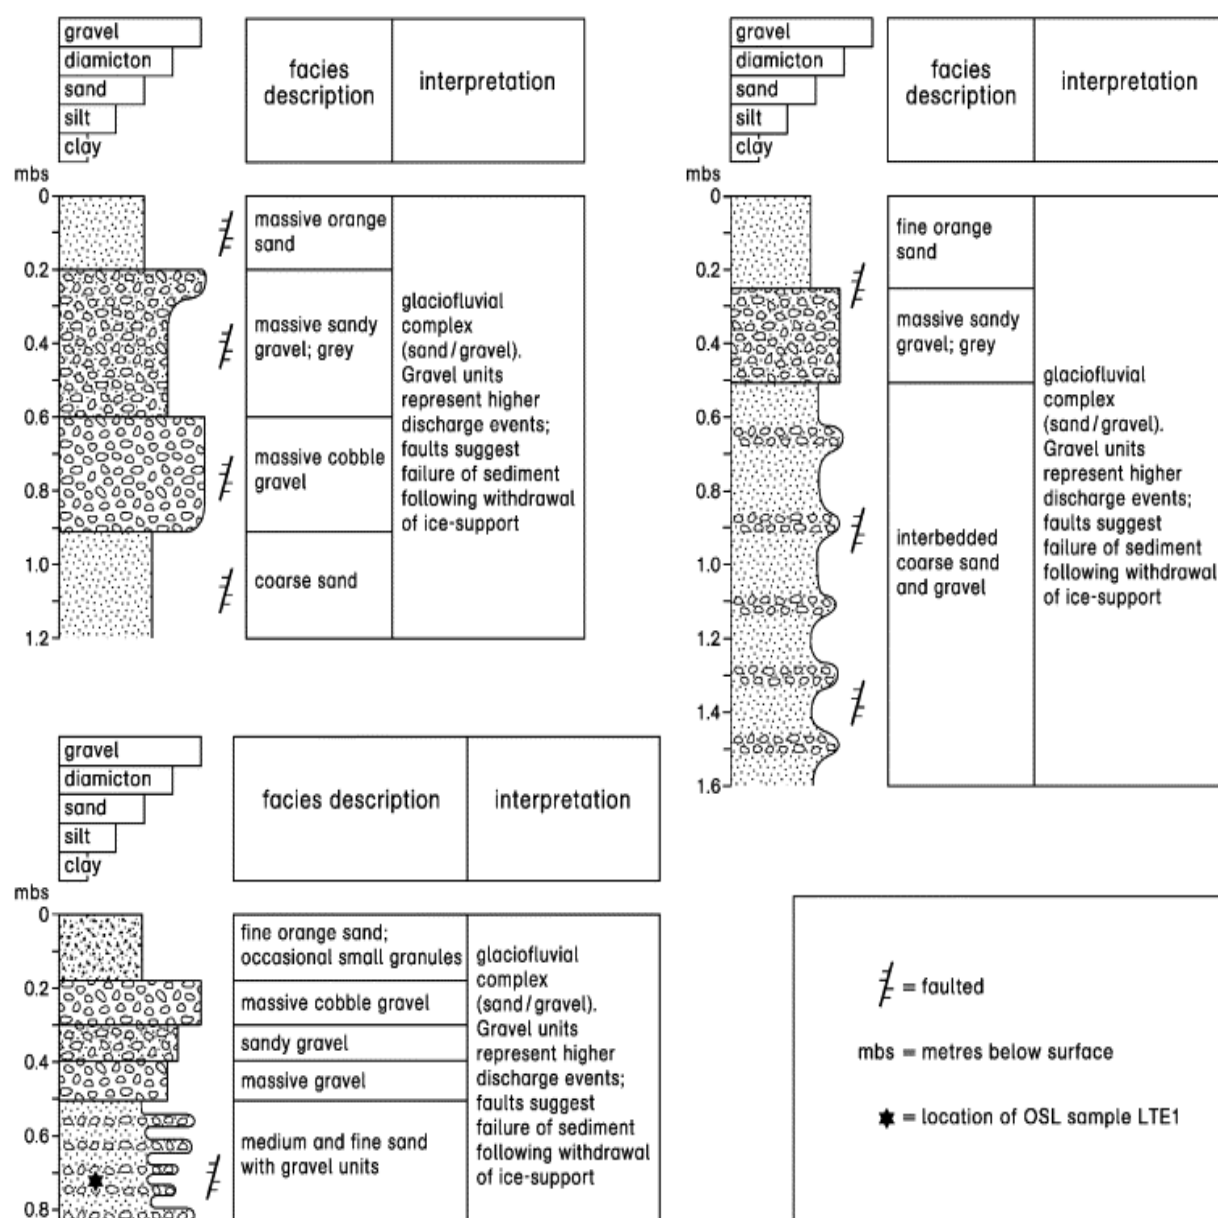 gravel
diamicton
sand
silt
clay
facies
description
interpretation
mbs
0
0.2
0.4
0.6
0.8
1.0
1.2
massive orange
sand
massive sandy
gravel; grey
massive cobble
gravel
coarse sand
glaciofluvial
complex
(sand/gravel).
Gravel units
represent higher
discharge events;
faults suggest
failure of sediment
following withdrawal
of ice-support
gravel
diamicton
sand
silt
clay
facies
description
interpretation
mbs
0
0.2
0.4
0.6
0.8
1.0
1.2
1.4
1.6
fine orange
sand
massive sandy
gravel; grey
interbedded
coarse sand
and gravel
glaciofluvial
complex
(sand/gravel).
Gravel units
represent higher
discharge events;
faults suggest
failure of sediment
following withdrawal
of ice-support
gravel
diamicton
sand
silt
clay
facies description
interpretation
mbs
0
0.2
0.4
0.6
0.8
fine orange sand;
occasional small granules
massive cobble gravel
sandy gravel
massive gravel
medium and fine sand
with gravel units
glaciofluvial
complex
(sand/gravel).
Gravel units
represent higher
discharge events;
faults suggest
failure of sediment
following withdrawal
of ice-support
= faulted
mbs = metres below surface
= location of OSL sample LTE1